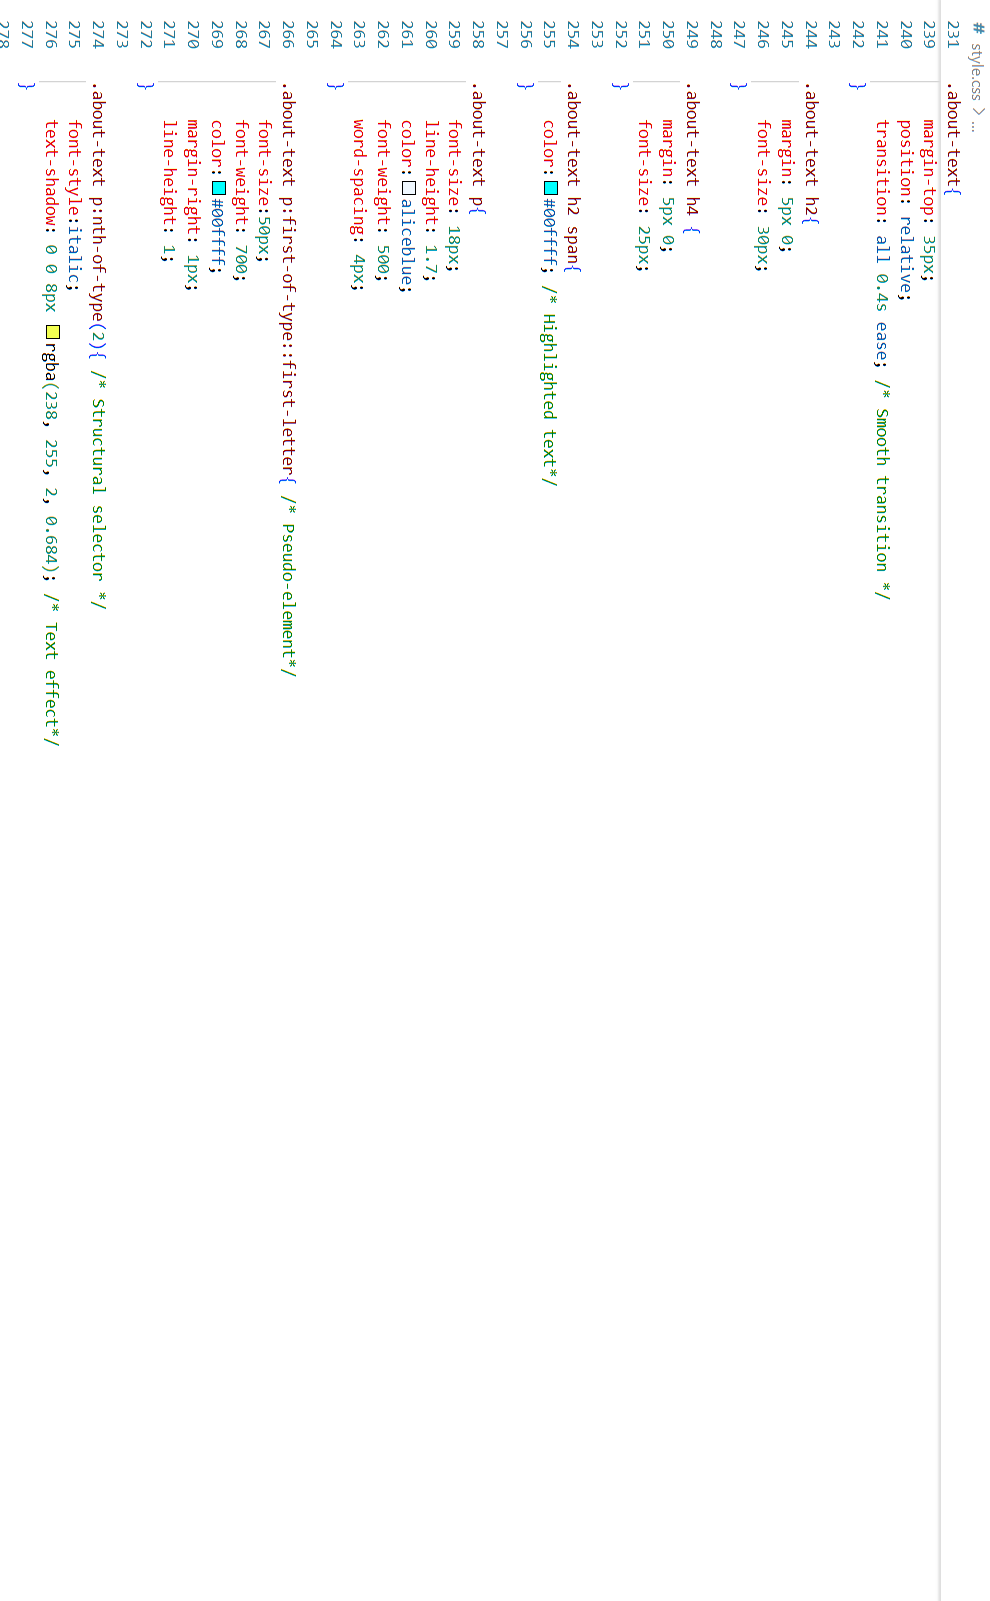 # style.css > ...
231 .about-text{
239 margin-top: 35px;
240 position: relative;
241 transition: all 0.4s ease; /* Smooth transition */
242 }
243
244 .about-text h2{
245 margin: 5px 0;
246 font-size: 30px;
247 }
248
249 .about-text h4 {
250 margin: 5px 0;
251 font-size: 25px;
252 }
253
254 .about-text h2 span{
255 color: #00ffff; /* Highlighted text*/
256 }
257
258 .about-text p{
259 font-size: 18px;
260 line-height: 1.7;
261 color: aliceblue;
262 font-weight: 500;
263 word-spacing: 4px;
264 }
265
266 .about-text p:first-of-type::first-letter{ /* Pseudo-element*/
267 font-size:50px;
268 font-weight: 700;
269 color: #00ffff;
270 margin-right: 1px;
271 line-height: 1;
272 }
273
274 .about-text p:nth-of-type(2){ /* Structural selector */
275 font-style:italic;
276 text-shadow: 0 0 8px rgba(238, 255, 2, 0.684); /* Text effect*/
277 }
278